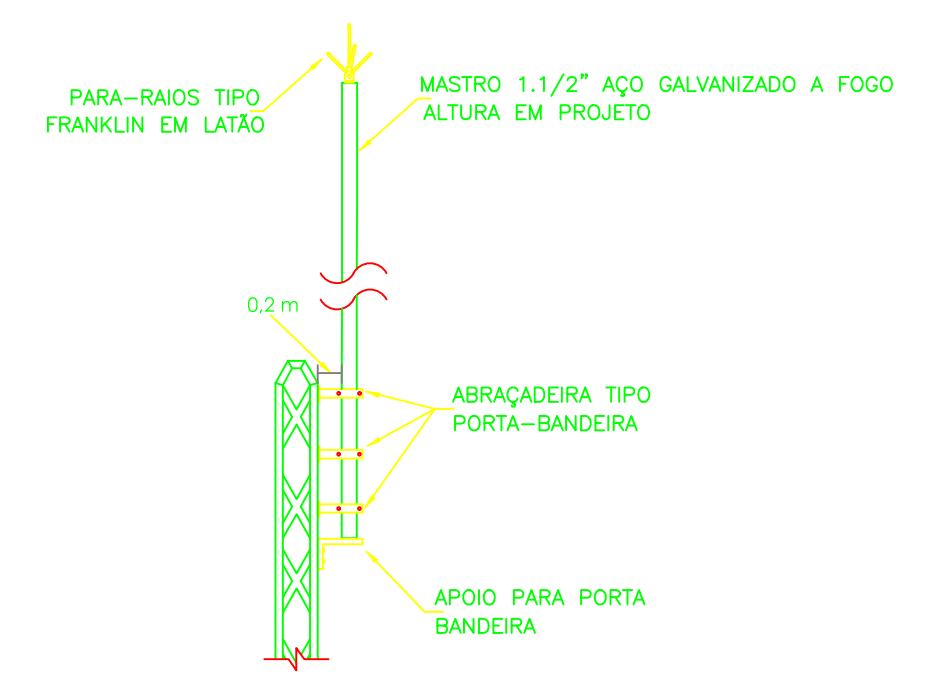 PARA-RAIOS TIPO
FRANKLIN EM LATÃO
MASTRO 1.1/2" AÇO GALVANIZADO A FOGO
ALTURA EM PROJETO
0,2 m
ABRAÇADEIRA TIPO
PORTA-BANDEIRA
APOIO PARA PORTA
BANDEIRA